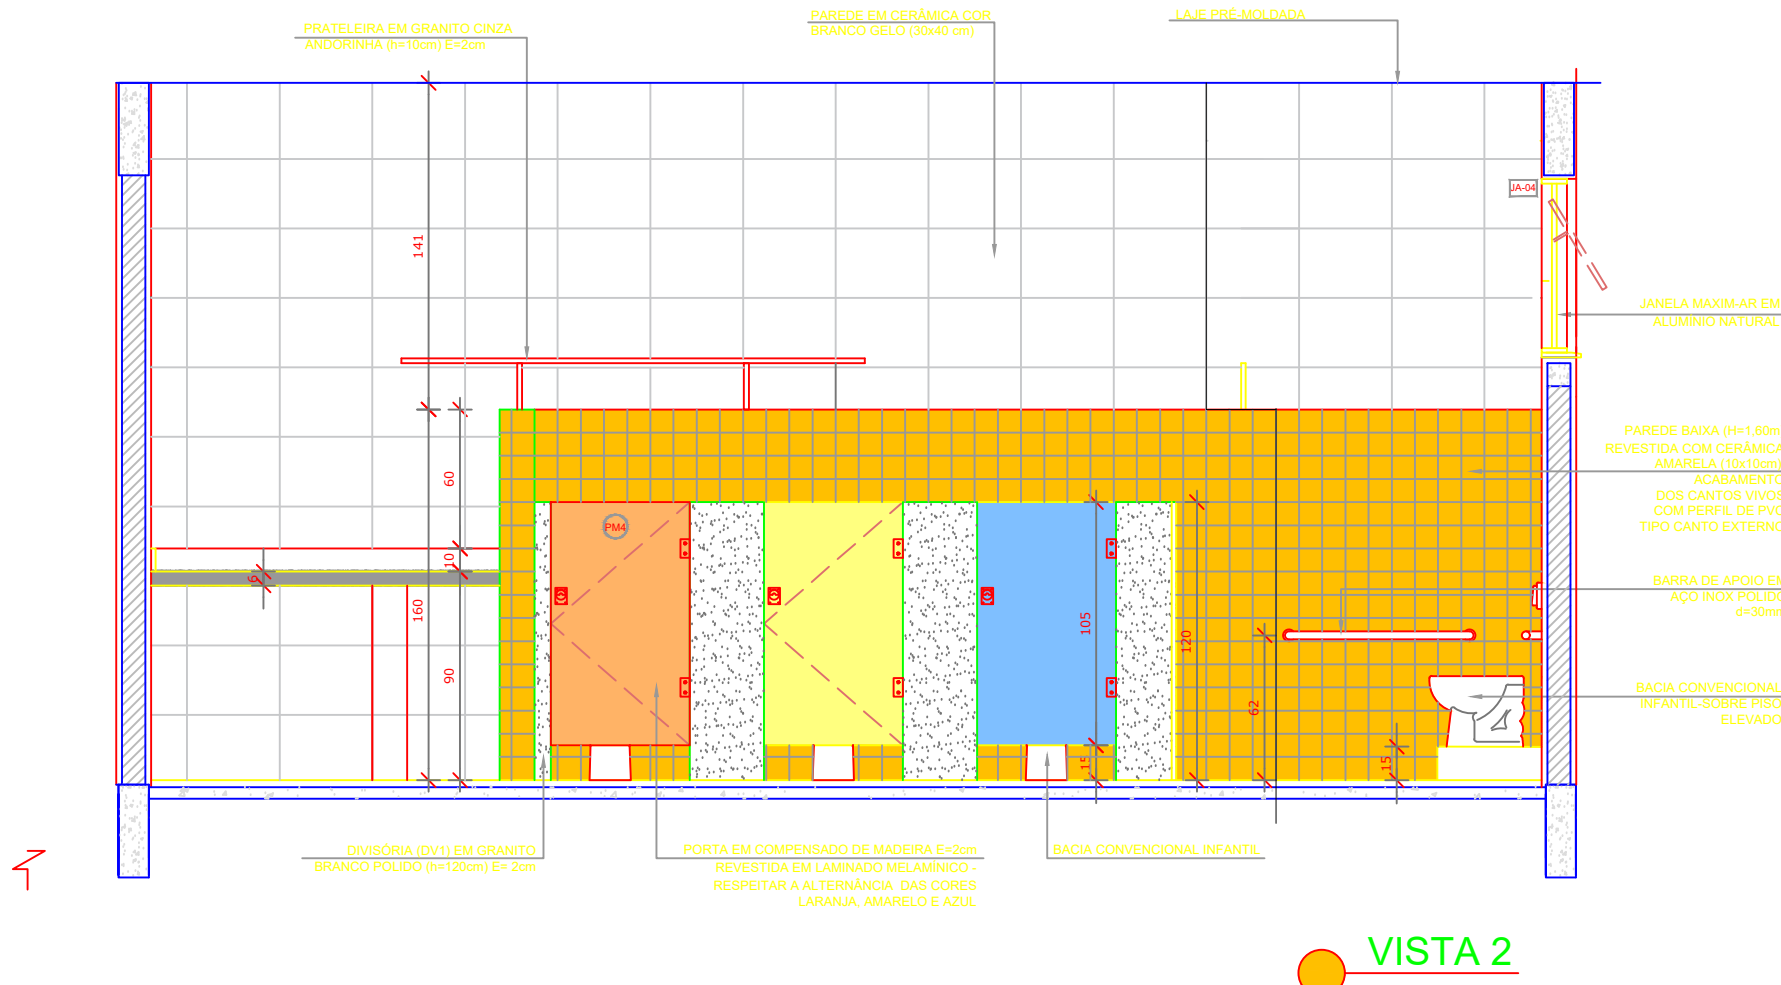 PRATELEIRA EM GRANITO CINZA
ANDORINHA (h=10cm) E=2cm
PAREDE EM CERÂMICA COR
BRANCO GELO (30x40 cm)
LAJE PRÉ-MOLDADA
JA-04
141
JANELA MAXIM-AR EM
ALUMÍNIO NATURAL
PAREDE BAIXA (H=1,60m
REVESTIDA COM CERÂMICA
AMARELA (10x10cm)
ACABAMENTO
DOS CANTOS VIVOS
COM PERFIL DE PVC
TIPO CANTO EXTERNO
60
PM4
10
6
160
105
120
BARRA DE APOIO EM
AÇO INOX POLIDO
d=30mm
90
62
BACIA CONVENCIONAL
INFANTIL-SOBRE PISO
ELEVADO
15
15
DIVISÓRIA (DV1) EM GRANITO
BRANCO POLIDO (h=120cm) E= 2cm
PORTA EM COMPENSADO DE MADEIRA E=2cm
REVESTIDA EM LAMINADO MELAMÍNICO -
RESPEITAR A ALTERNÂNCIA DAS CORES
LARANJA, AMARELO E AZUL
BACIA CONVENCIONAL INFANTIL
VISTA 2